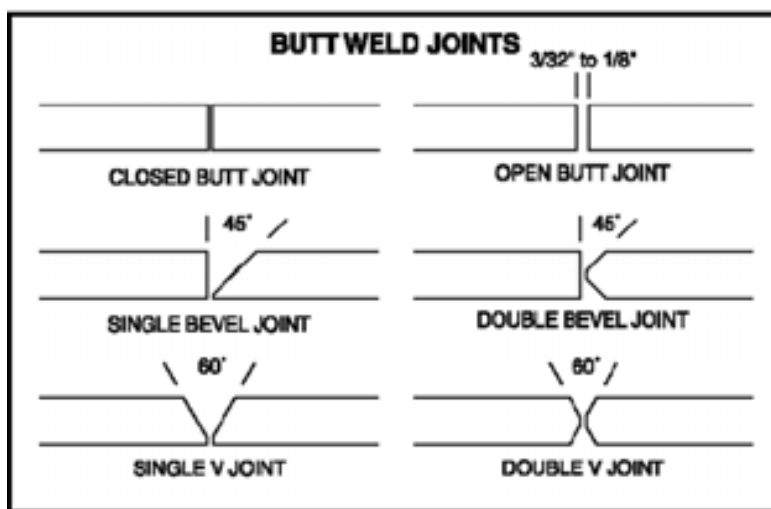 BUTT WELD JOINTS
3/32" to 1/8"
CLOSED BUTT JOINT
OPEN BUTT JOINT
45°
45°
SINGLE BEVEL JOINT
DOUBLE BEVEL JOINT
60°
60°
SINGLE V JOINT
DOUBLE V JOINT